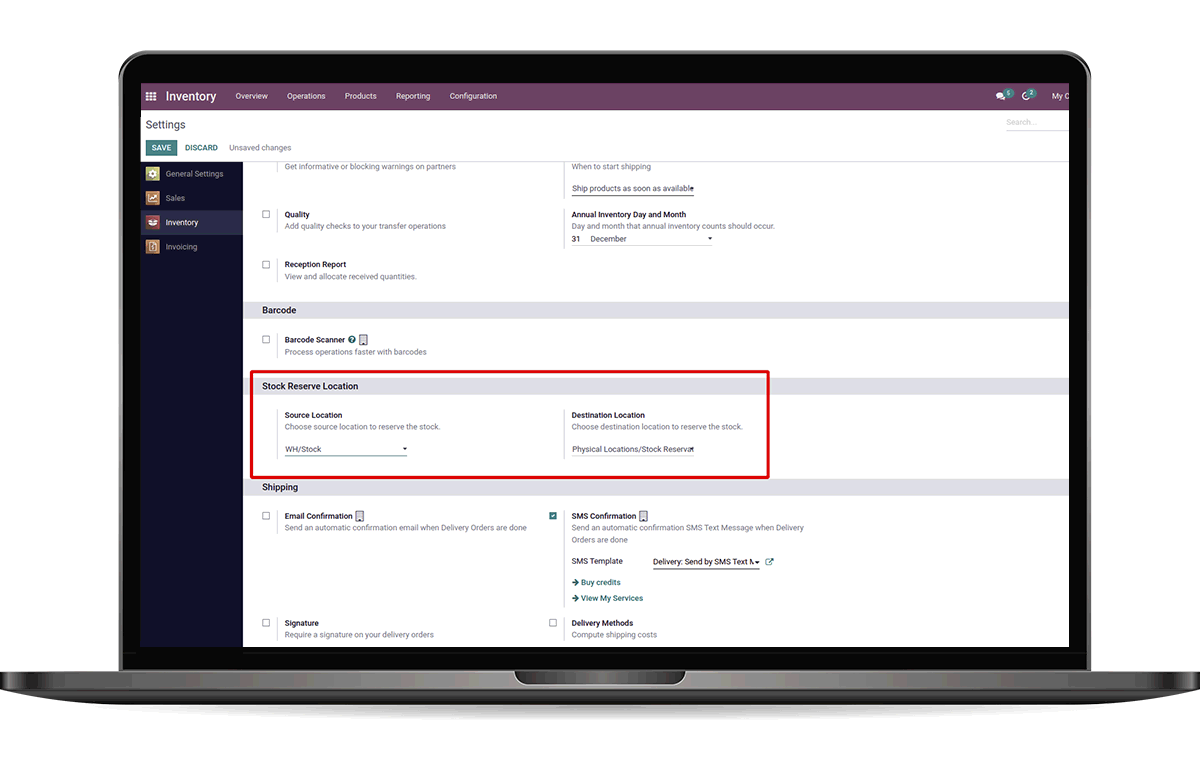 Inventory Overview Operations Products Reporting Configuration 5 2 My C
Settings
Search...
SAVE DISCARD Unsaved changes
General Settings
Sales
Inventory
Invoicing
Get informative or blocking warnings on partners
When to start shipping
Ship products as soon as available
Quality
Add quality checks to your transfer operations
Annual Inventory Day and Month
Day and month that annual inventory counts should occur.
31 December
Reception Report
View and allocate received quantities.
Barcode
Barcode Scanner ?
Process operations faster with barcodes
Stock Reserve Location
Source Location
Choose source location to reserve the stock.
WH/Stock
Destination Location
Choose destination location to reserve the stock.
Physical Locations/Stock Reservat
Shipping
Email Confirmation
Send an automatic confirmation email when Delivery Orders are done
SMS Confirmation
Send an automatic confirmation SMS Text Message when Delivery
Orders are done
SMS Template Delivery: Send by SMS Text M
Buy credits
View My Services
Signature
Require a signature on your delivery orders
Delivery Methods
Compute shipping costs